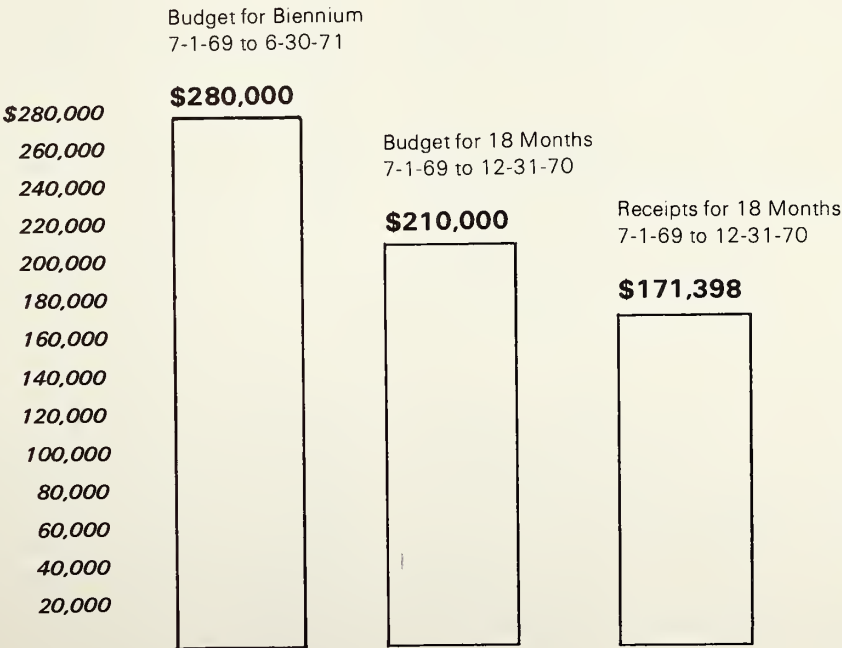 Budget for Biennium
7-1-69 to 6-30-71
$280,000
Budget for 18 Months
7-1-69 to 12-31-70
$210,000
Receipts for 18 Months
7-1-69 to 12-31-70
$171,398
$280,000
260,000
240,000
220,000
200,000
180,000
160,000
140,000
120,000
100,000
80,000
60,000
40,000
20,000